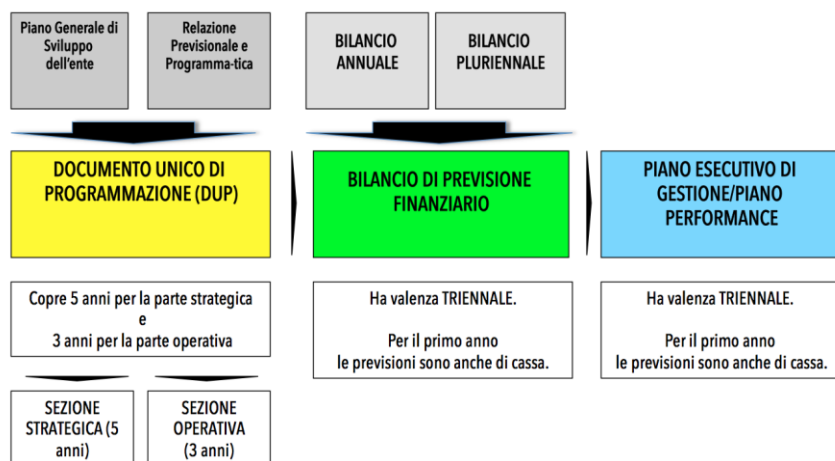 Piano Generale di
Sviluppo
dell'ente
Relazione
Previsionale e
Programma-tica
BILANCIO
ANNUALE
BILANCIO
PLURIENNALE
DOCUMENTO UNICO DI
PROGRAMMAZIONE (DUP)
BILANCIO DI PREVISIONE
FINANZIARIO
PIANO ESECUTIVO DI
GESTIONE/PIANO
PERFORMANCE
Copre 5 anni per la parte strategica
e
3 anni per la parte operativa
Ha valenza TRIENNALE.
Per il primo anno
le previsioni sono anche di cassa.
Ha valenza TRIENNALE.
Per il primo anno
le previsioni sono anche di cassa.
SEZIONE
STRATEGICA (5
anni)
SEZIONE
OPERATIVA
(3 anni)